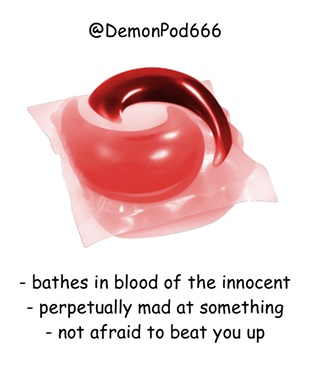 @DemonPod666
- bathes in blood of the innocent
- perpetually mad at something
- not afraid to beat you up